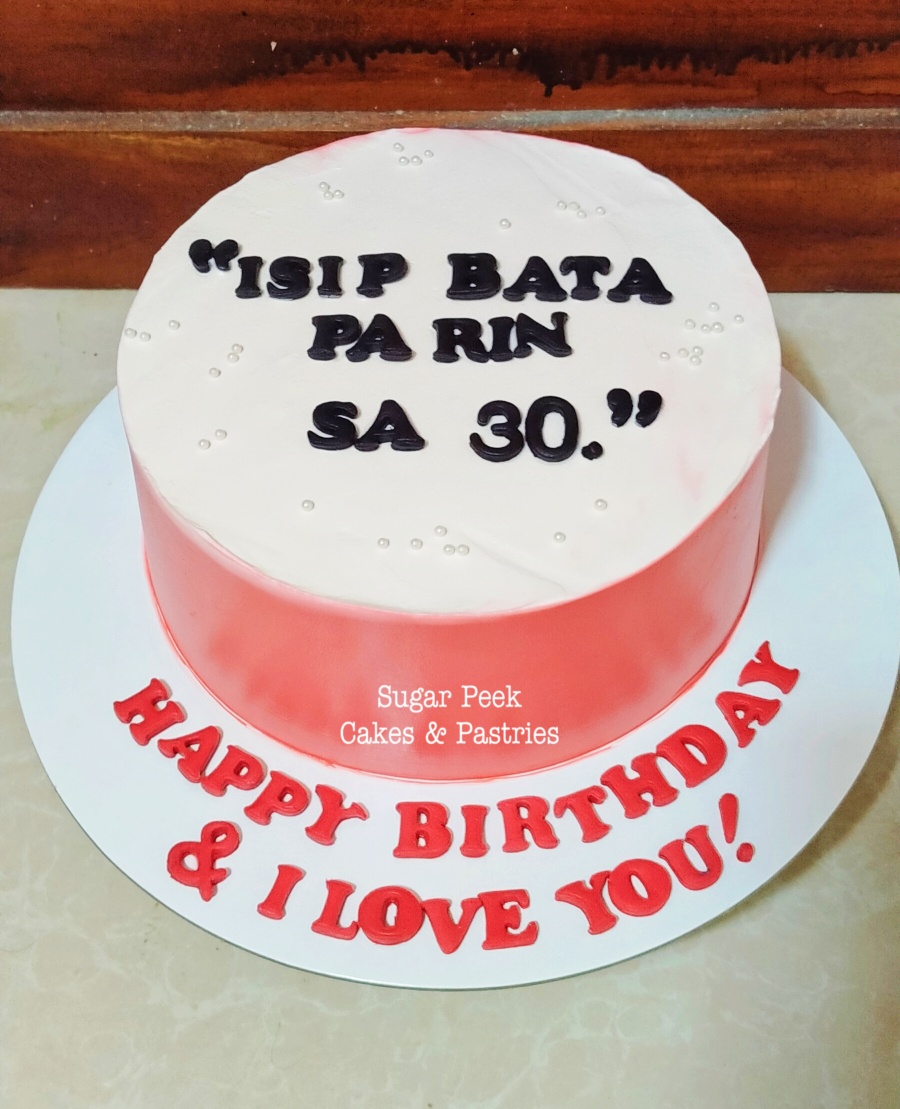 "ISIP BATA
PA RIN
SA 30."
Sugar Peek
Cakes & Pastries
HAPPY BIRTHDAY
& I LOVE YOU!